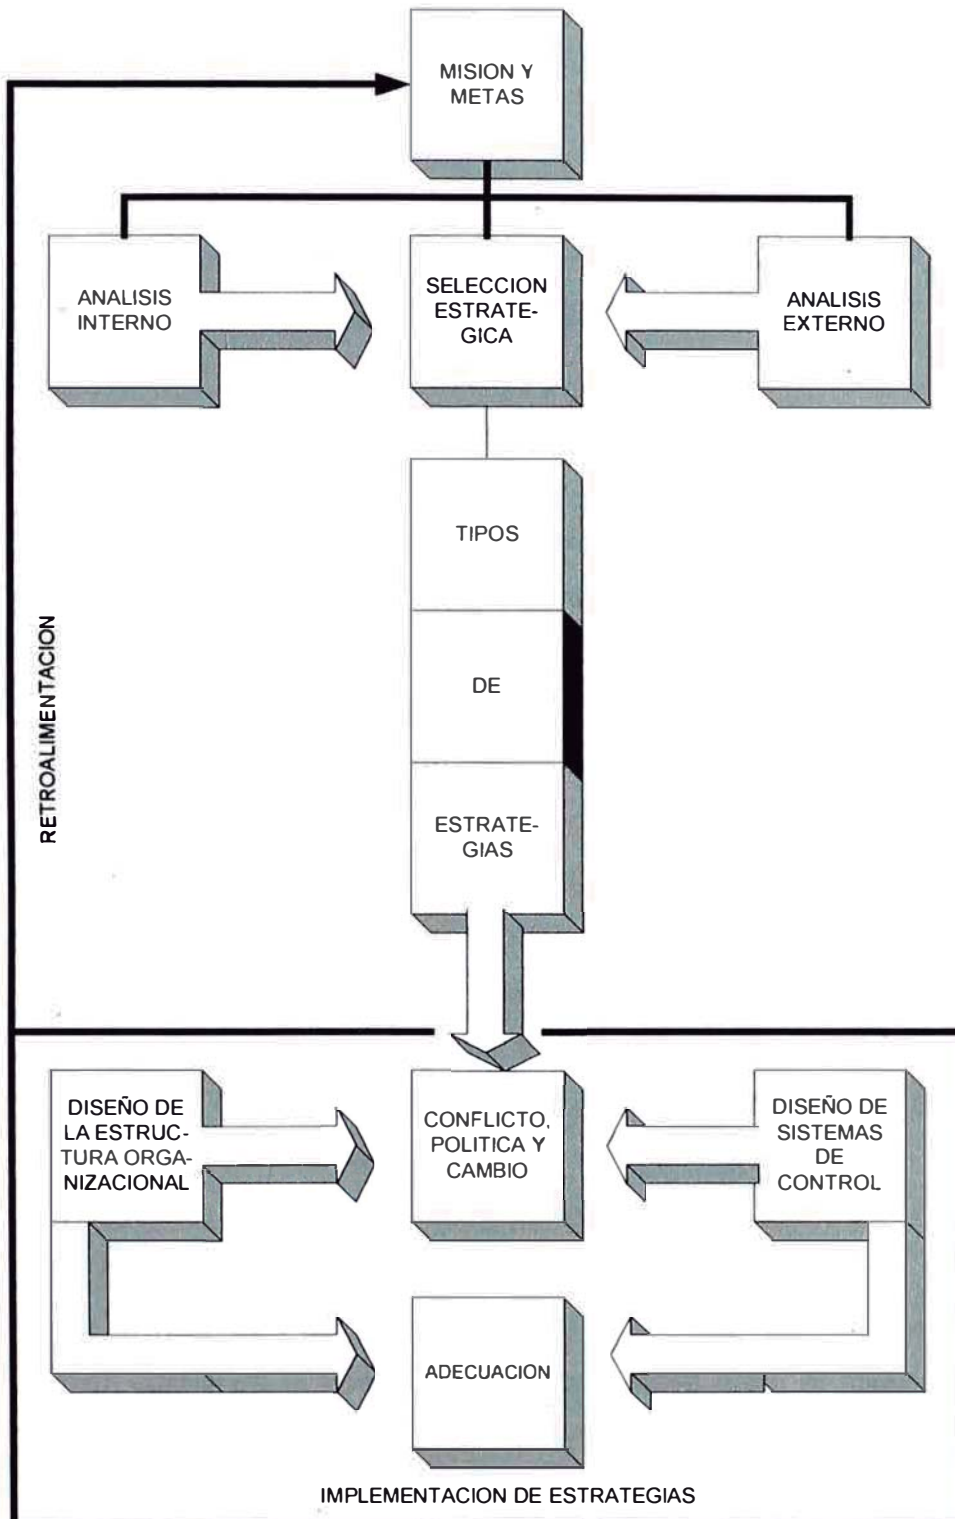 MISION Y
METAS
ANALISIS
INTERNO
SELECCION
ESTRATE-
GICA
ANALISIS
EXTERNO
TIPOS
DE
ESTRATE-
GIAS
RETROALIMENTACION
DISEÑO DE
LA ESTRUC-
TURA ORGA-
NIZACIONAL
CONFLICTO,
POLITICA Y
CAMBIO
DISEÑO DE
SISTEMAS
DE
CONTROL
ADECUACION
IMPLEMENTACION DE ESTRATEGIAS